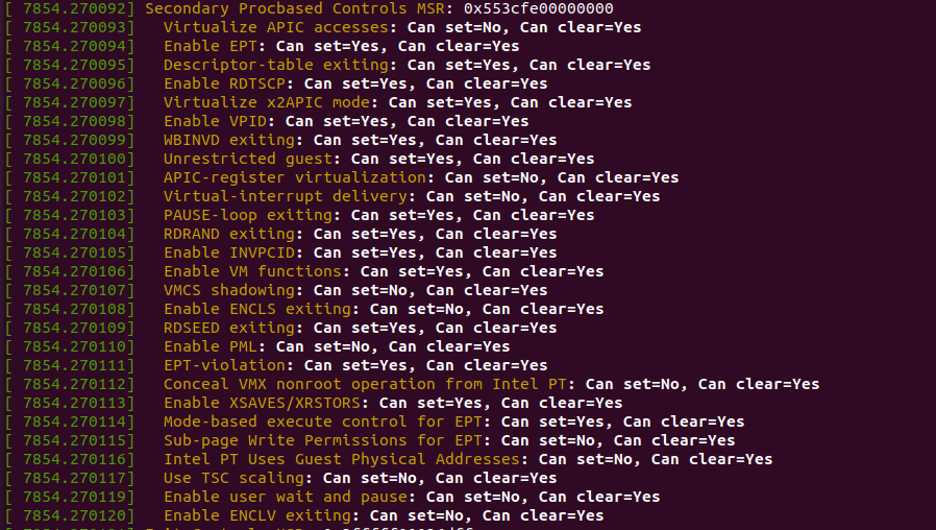 [ 7854.270092] Secondary Procbased Controls MSR: 0x553cfe00000000
[ 7854.270093]   Virtualize APIC accesses: Can set=No, Can clear=Yes
[ 7854.270094]   Enable EPT: Can set=Yes, Can clear=Yes
[ 7854.270095]   Descriptor-table exiting: Can set=Yes, Can clear=Yes
[ 7854.270096]   Enable RDTSCP: Can set=Yes, Can clear=Yes
[ 7854.270097]   Virtualize x2APIC mode: Can set=Yes, Can clear=Yes
[ 7854.270098]   Enable VPID: Can set=Yes, Can clear=Yes
[ 7854.270099]   WBINVD exiting: Can set=Yes, Can clear=Yes
[ 7854.270100]   Unrestricted guest: Can set=Yes, Can clear=Yes
[ 7854.270101]   APIC-register virtualization: Can set=No, Can clear=Yes
[ 7854.270102]   Virtual-interrupt delivery: Can set=No, Can clear=Yes
[ 7854.270103]   PAUSE-loop exiting: Can set=Yes, Can clear=Yes
[ 7854.270104]   RDRAND exiting: Can set=Yes, Can clear=Yes
[ 7854.270105]   Enable INVPCID: Can set=Yes, Can clear=Yes
[ 7854.270106]   Enable VM functions: Can set=Yes, Can clear=Yes
[ 7854.270107]   VMCS shadowing: Can set=No, Can clear=Yes
[ 7854.270108]   Enable ENCLS exiting: Can set=No, Can clear=Yes
[ 7854.270109]   RDSEED exiting: Can set=Yes, Can clear=Yes
[ 7854.270110]   Enable PML: Can set=No, Can clear=Yes
[ 7854.270111]   EPT-violation: Can set=Yes, Can clear=Yes
[ 7854.270112]   Conceal VMX nonroot operation from Intel PT: Can set=No, Can clear=Yes
[ 7854.270113]   Enable XSAVES/XRSTORS: Can set=Yes, Can clear=Yes
[ 7854.270114]   Mode-based execute control for EPT: Can set=Yes, Can clear=Yes
[ 7854.270115]   Sub-page Write Permissions for EPT: Can set=No, Can clear=Yes
[ 7854.270116]   Intel PT Uses Guest Physical Addresses: Can set=No, Can clear=Yes
[ 7854.270117]   Use TSC scaling: Can set=No, Can clear=Yes
[ 7854.270119]   Enable user wait and pause: Can set=No, Can clear=Yes
[ 7854.270120]   Enable ENCLV exiting: Can set=No, Can clear=Yes